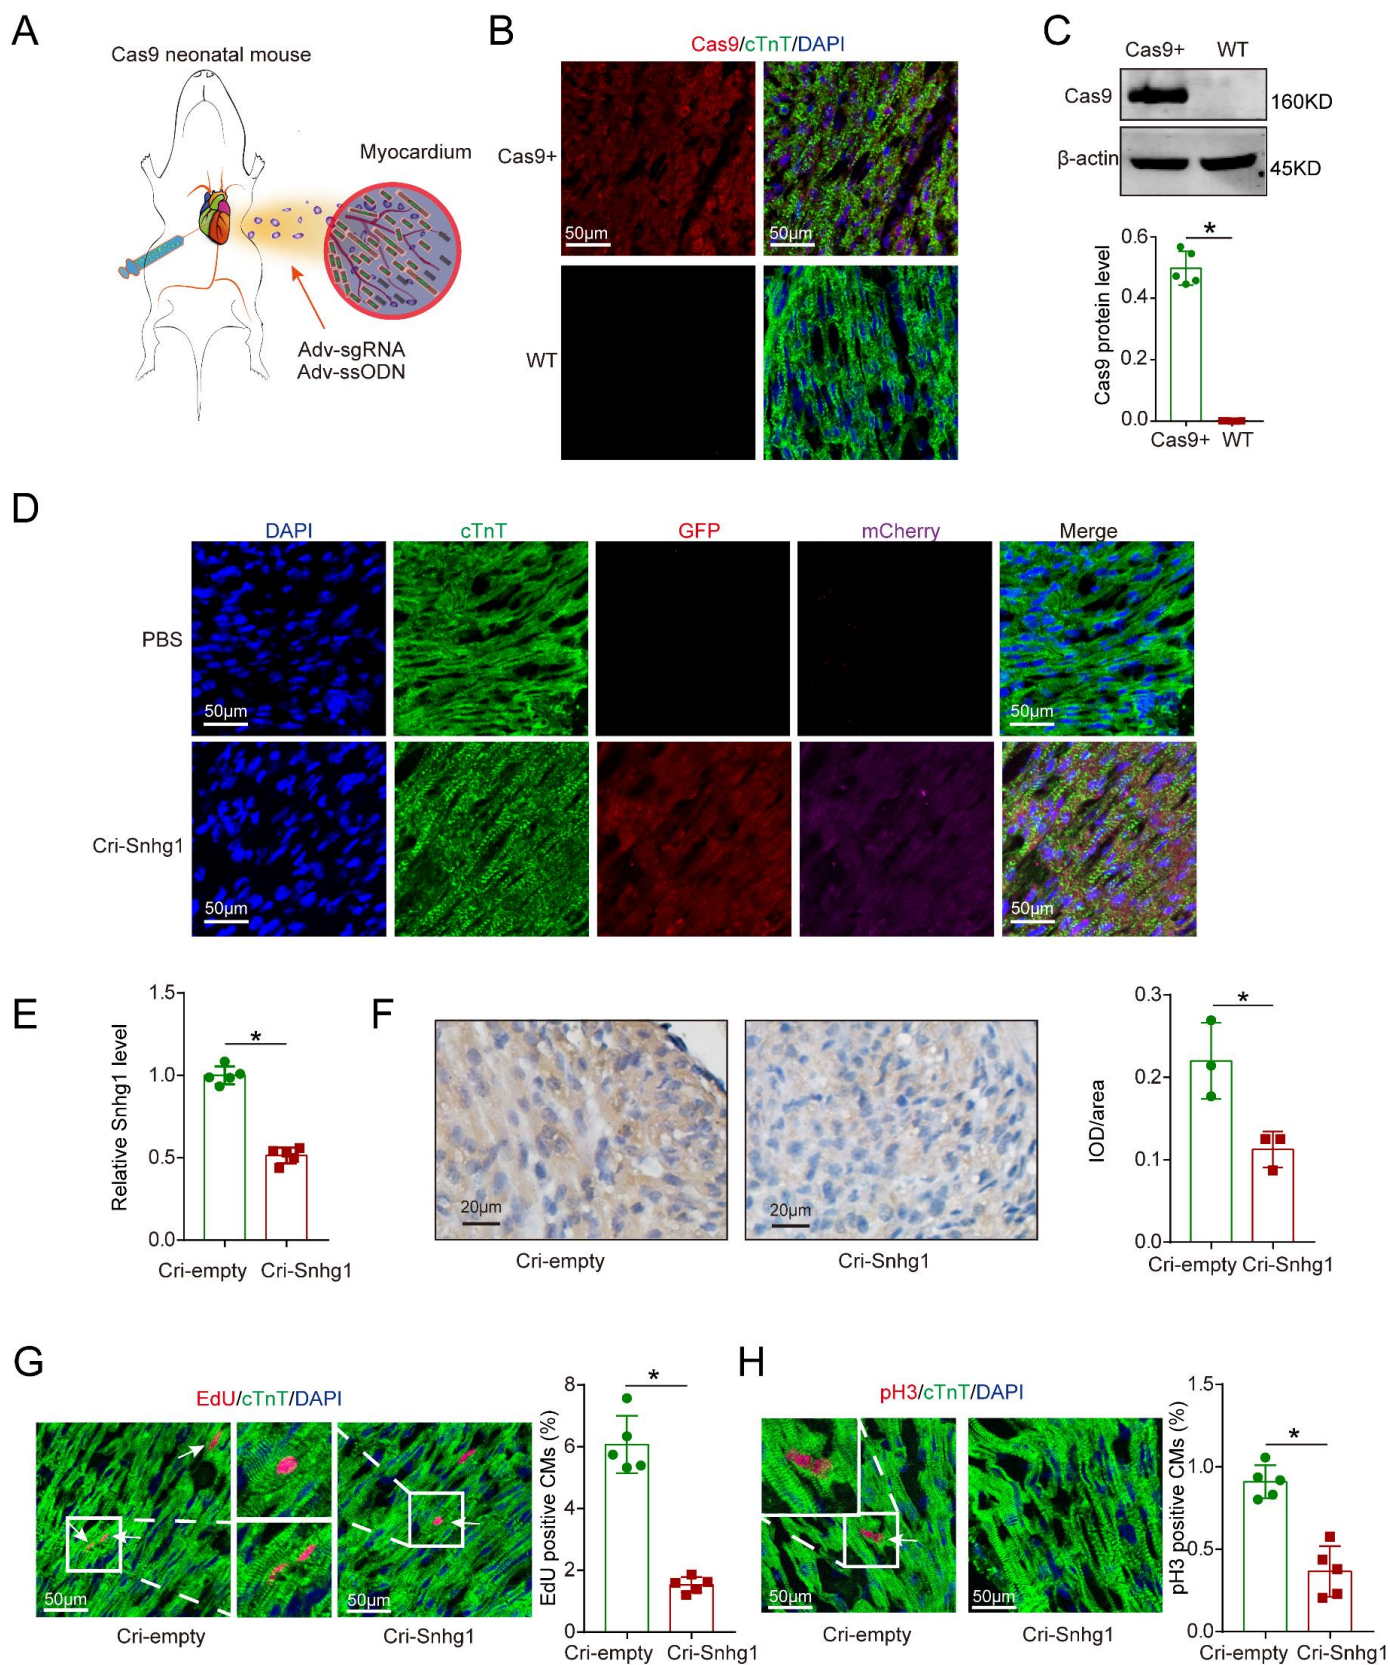 A
Cas9 neonatal mouse
Myocardium
Adv-sgRNA
Adv-ssODN
B
Cas9/cTnT/DAPI
Cas9+
50μm
WT
C
Cas9+ WT
Cas9
160KD
β-actin
45KD
Cas9 protein level
0.6
0.4
0.2
0.0
*
Cas9+ WT
D
DAPI cTnT GFP mCherry Merge
PBS
50μm 50μm
Cri-Snhg1
50μm 50μm
E
Relative Snhg1 level
1.5
1.0
0.5
0.0
*
Cri-empty Cri-Snhg1
F
20μm 20μm
Cri-empty Cri-Snhg1
IOD/area
0.3
0.2
0.1
0.0
*
Cri-empty Cri-Snhg1
G
EdU/cTnT/DAPI
50μm 50μm
Cri-empty Cri-Snhg1
EdU positive CMs (%)
8
6
4
2
0
*
Cri-empty Cri-Snhg1
H
pH3/cTnT/DAPI
50μm 50μm
Cri-empty Cri-Snhg1
pH3 positive CMs (%)
1.5
1.0
0.5
0.0
*
Cri-empty Cri-Snhg1